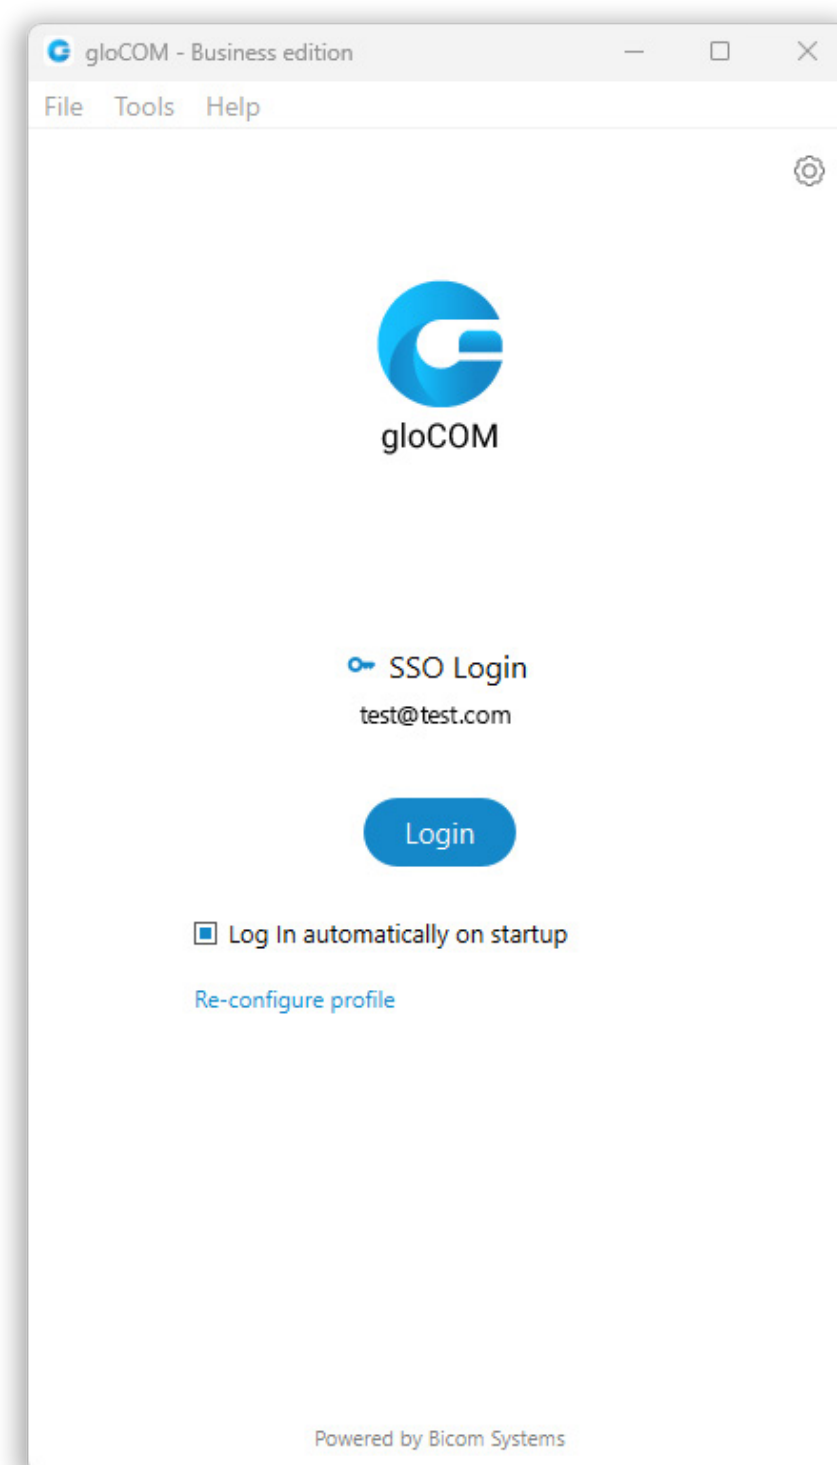 gloCOM - Business edition
File Tools Help
gloCOM
SSO Login
test@test.com
Login
Log In automatically on startup
Re-configure profile
Powered by Bicom Systems